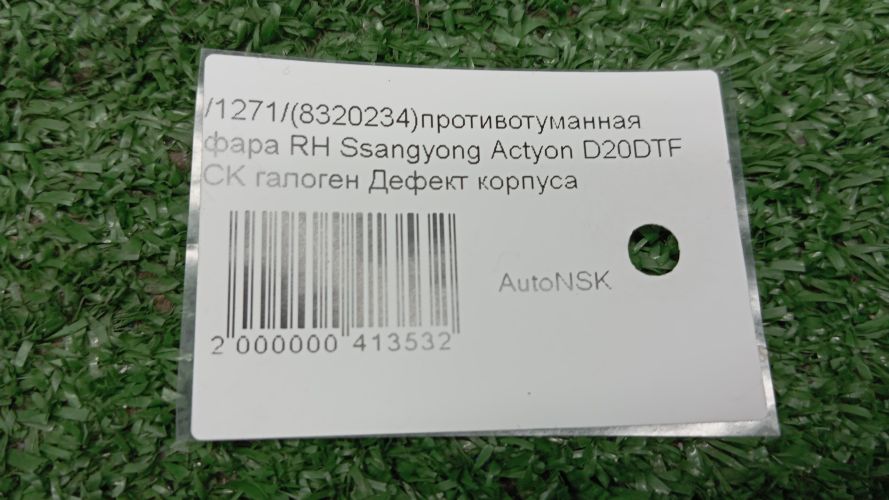 /1271/(8320234)противотуманная
фара RH Ssangyong Actyon D20DTF
CK галоген Дефект корпуса
AutoNSK
2 000000 413532